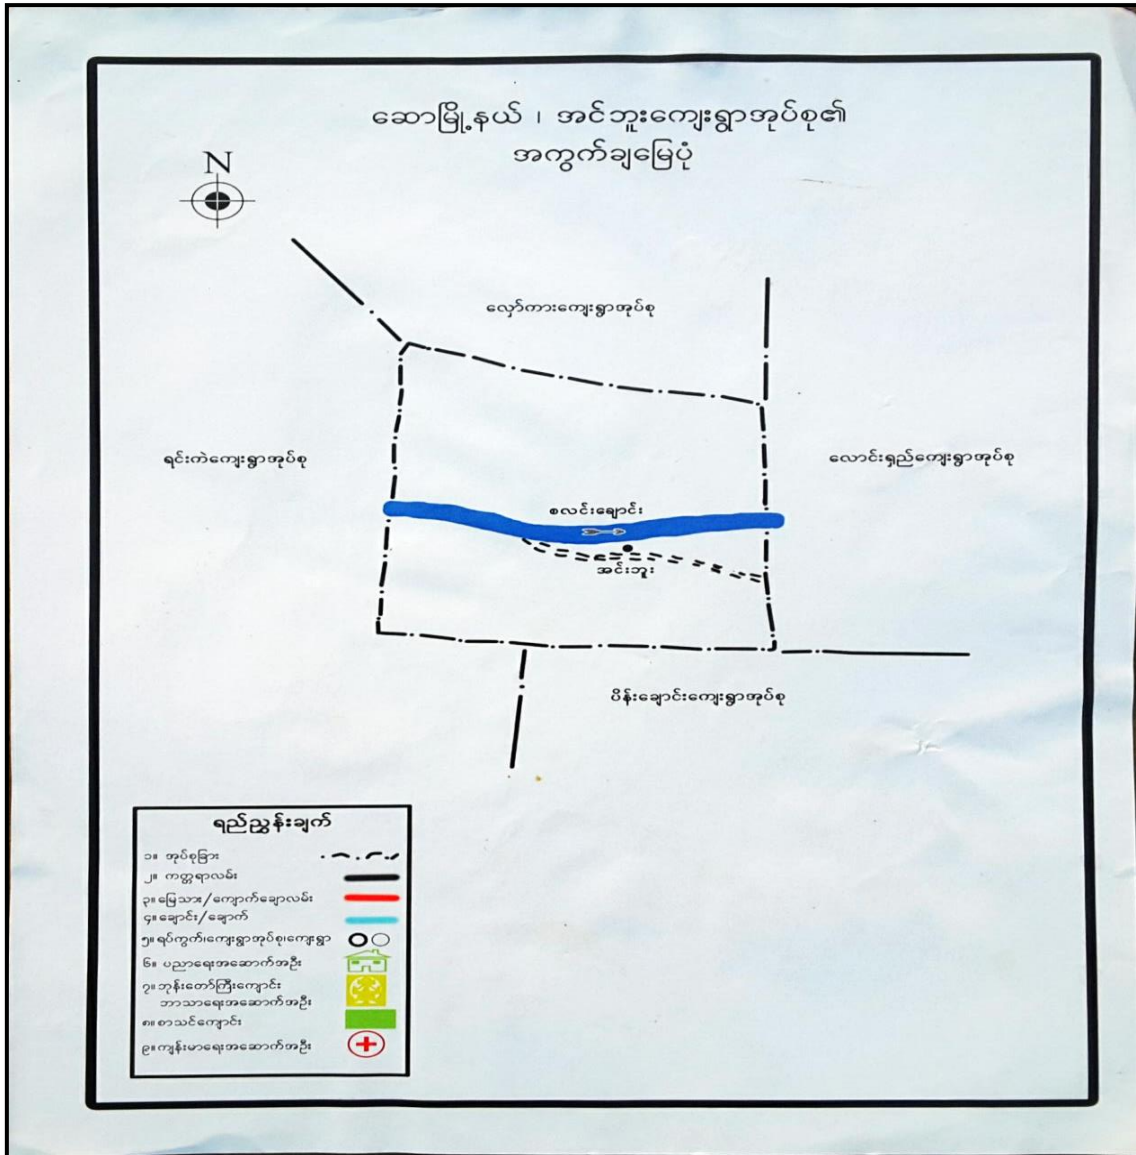 ဆောမြို့နယ် ၊ အင်ဘူးကျေးရွာအုပ်စု၏
အကွက်ချမြေပုံ
N
လှော်ကားကျေးရွာအုပ်စု
ရင်းကဲကျေးရွာအုပ်စု
လောင်းရှည်ကျေးရွာအုပ်စု
စလင်းချောင်း
အင်းဘူး
ပိန်းချောင်းကျေးရွာအုပ်စု
ရည်ညွှန်းချက်
၁။ အုပ်စုခြား
၂။ ကတ္တရာလမ်း
၃။ မြေသား/ကျောက်ချောလမ်း
၄။ ချောင်း/ချောက်
၅။ ရပ်ကွက်၊ကျေးရွာအုပ်စု၊ကျေးရွာ
၆။ ပညာရေးအဆောက်အဦး
၇။ ဘုန်းတော်ကြီးကျောင်း
ဘာသာရေးအဆောက်အဦး
၈။ စာသင်ကျောင်း
၉။ ကျန်းမာရေးအဆောက်အဦး